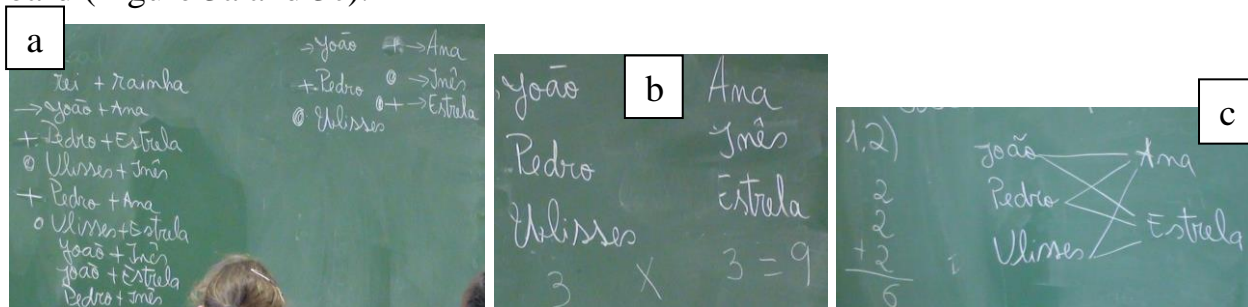 a
rei + rainha
→ João + Ana
+ Pedro + Estrela
Ulisses + Inês
+ Pedro + Ana
Ulisses + Estrela
João + Inês
João + Estrela
Pedro + Inês
→ João
+ Pedro
Ulisses
+ → Ana
→ Inês
+ → Estrela
b
João Ana
Pedro Inês
Ulisses Estrela
3 X 3 = 9
c
1,2)
2
2
+ 2
6
João Ana
Pedro
Estrela
Ulisses